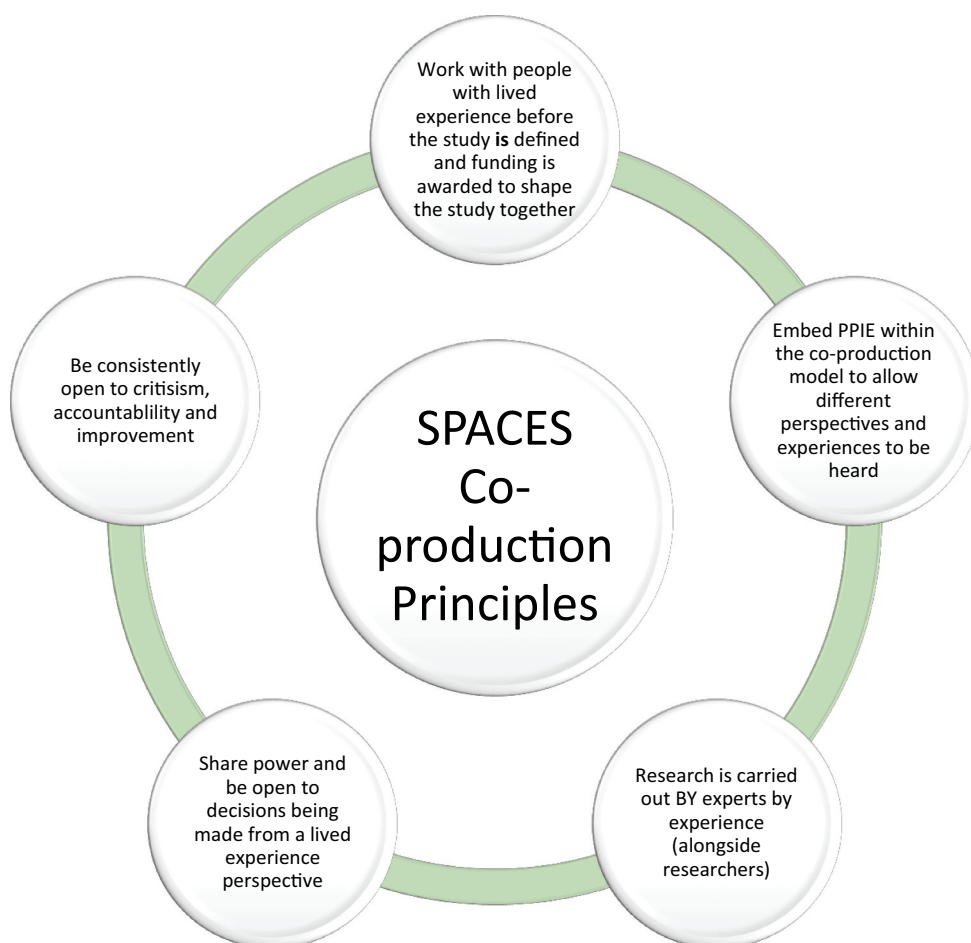 Work with people
with lived
experience before
the study is defined
and funding is
awarded to shape
the study together
Embed PPIE within
the co-production
model to allow
different
perspectives and
experiences to be
heard
Research is carried
out BY experts by
experience
(alongside
researchers)
Share power and
be open to
decisions being
made from a lived
experience
perspective
Be consistently
open to critisism,
accountablility and
improvement
SPACES
Co-
production
Principles